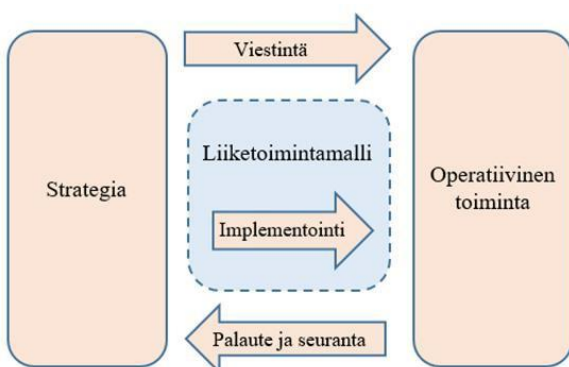 Viestintä
Liiketoimintamalli
Strategia
Operatiivinen
toiminta
Implementointi
Palaute ja seuranta